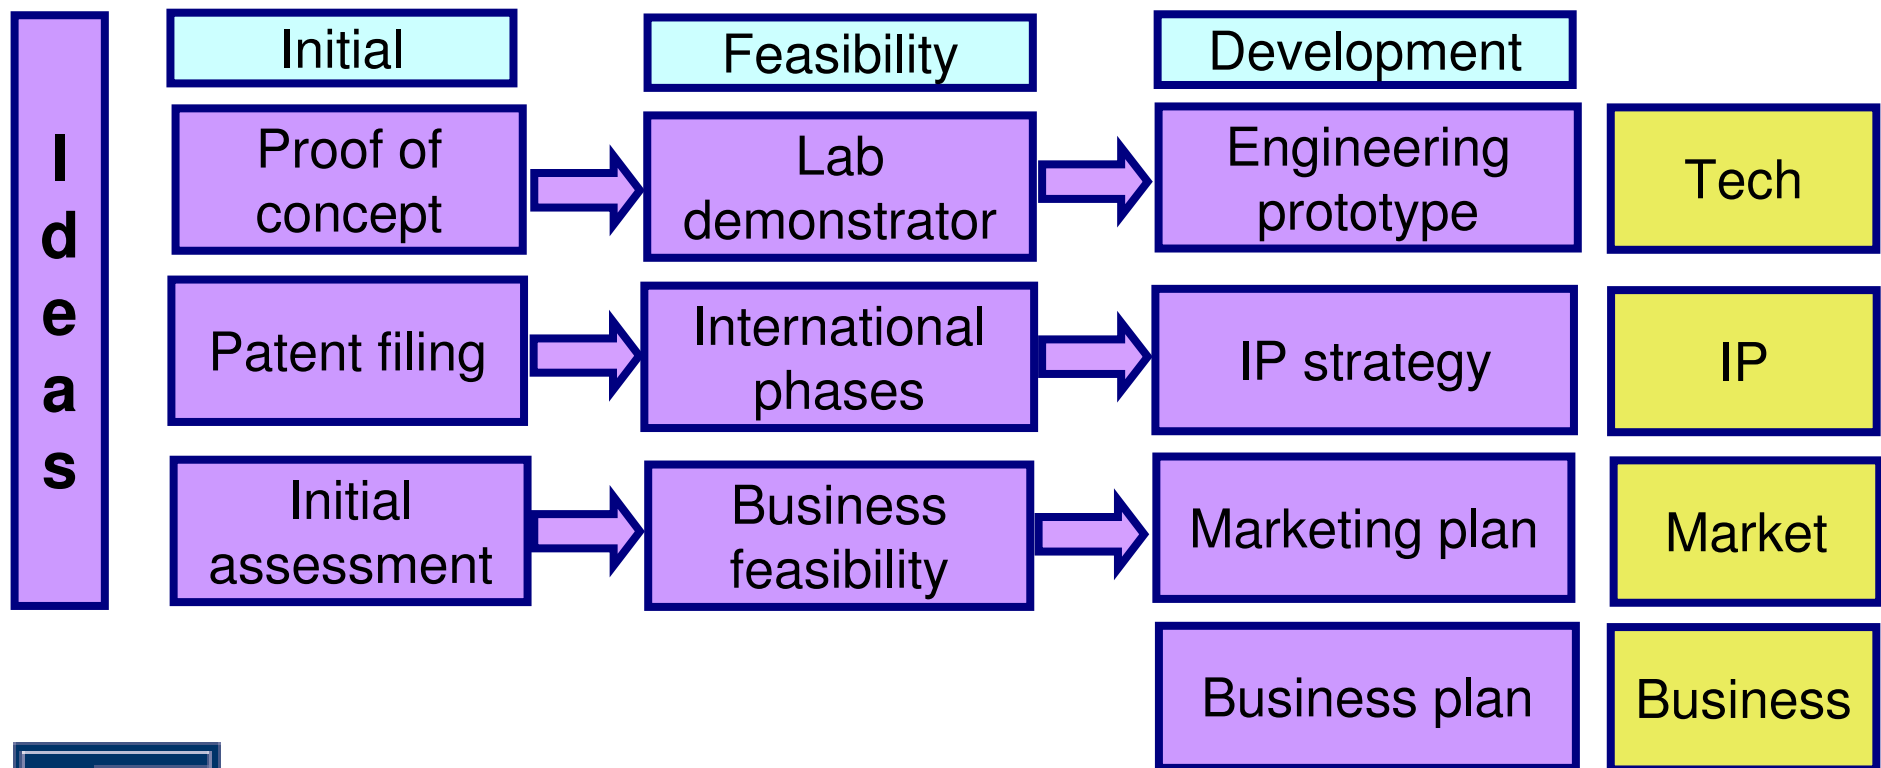 Ideas
Initial
Feasibility
Development
Proof of
concept
Lab
demonstrator
Engineering
prototype
Tech
Patent filing
International
phases
IP strategy
IP
Initial
assessment
Business
feasibility
Marketing plan
Market
Business plan
Business